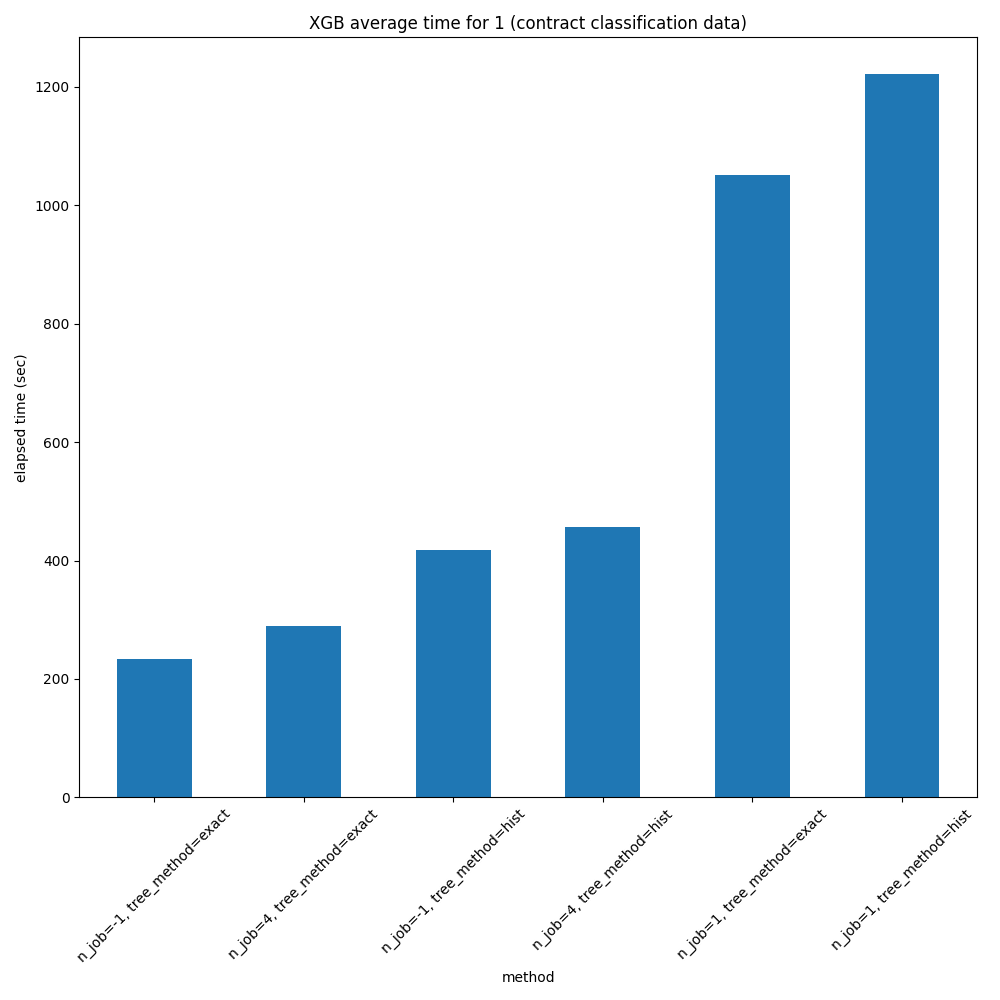 XGB average time for 1 (contract classification data)
elapsed time (sec)
1200
1000
800
600
400
200
0
n_job=-1, tree_method=exact
n_job=4, tree_method=exact
n_job=-1, tree_method=hist
n_job=4, tree_method=hist
n_job=1, tree_method=exact
n_job=1, tree_method=hist
method